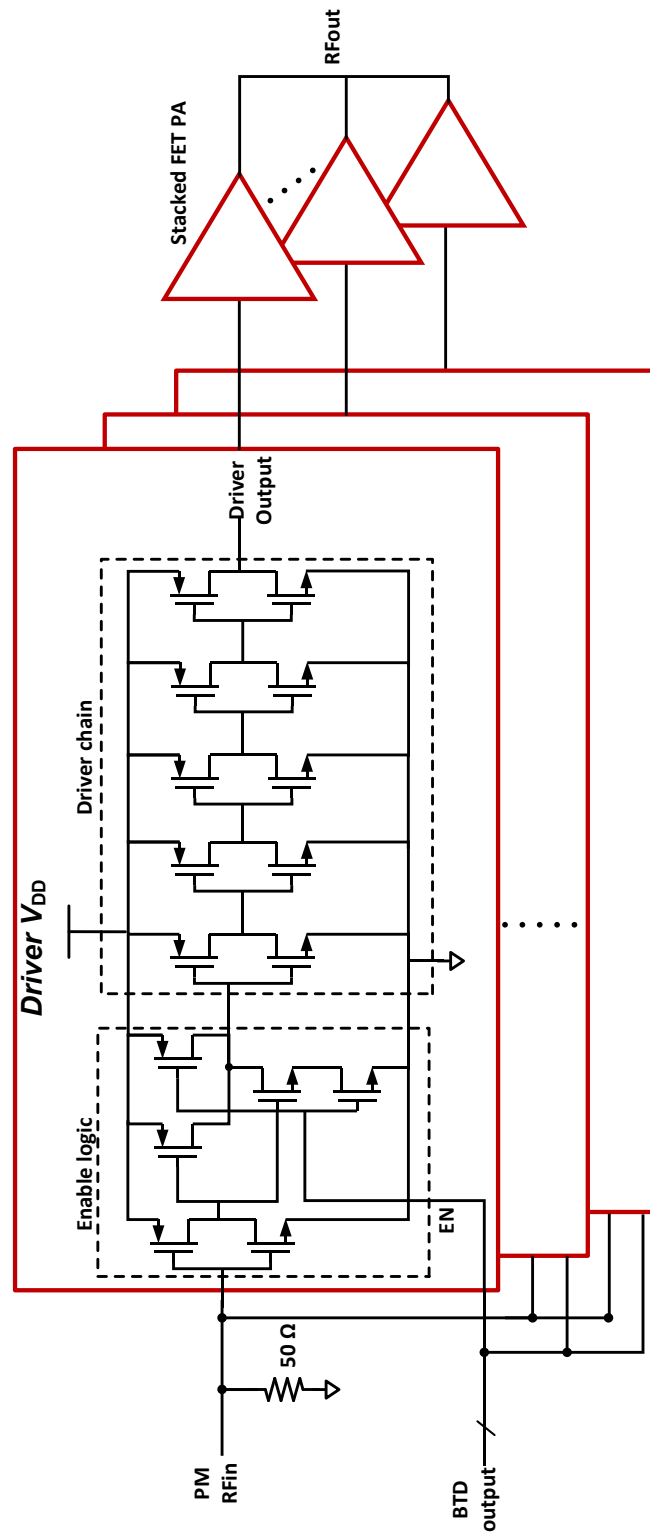 PM
RFin
50 Ω
BTD
output
EN
Enable logic
Driver VDD
Driver chain
Driver
Output
Stacked FET PA
RFout